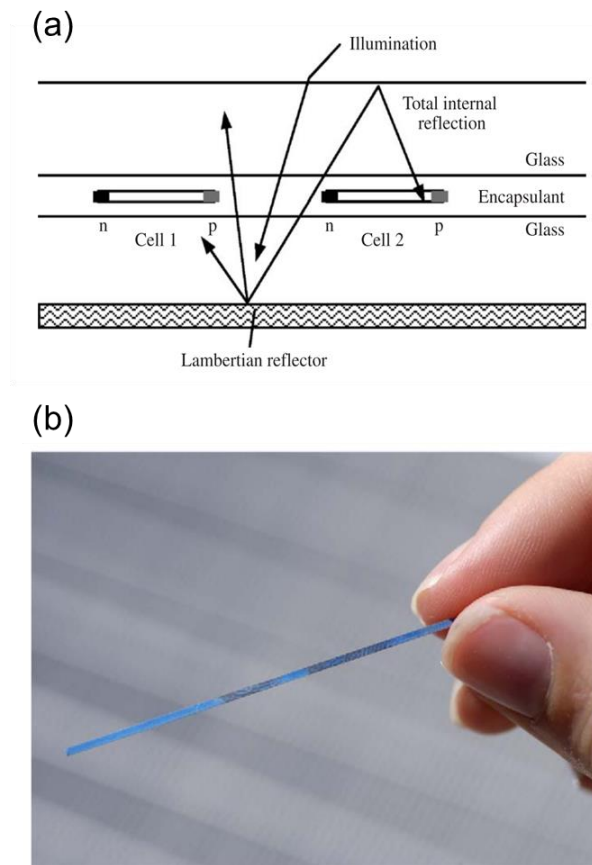 (a)
Illumination
Total internal
reflection
Glass
Encapsulant
n p n p Glass
Cell 1 Cell 2
Lambertian reflector
(b)